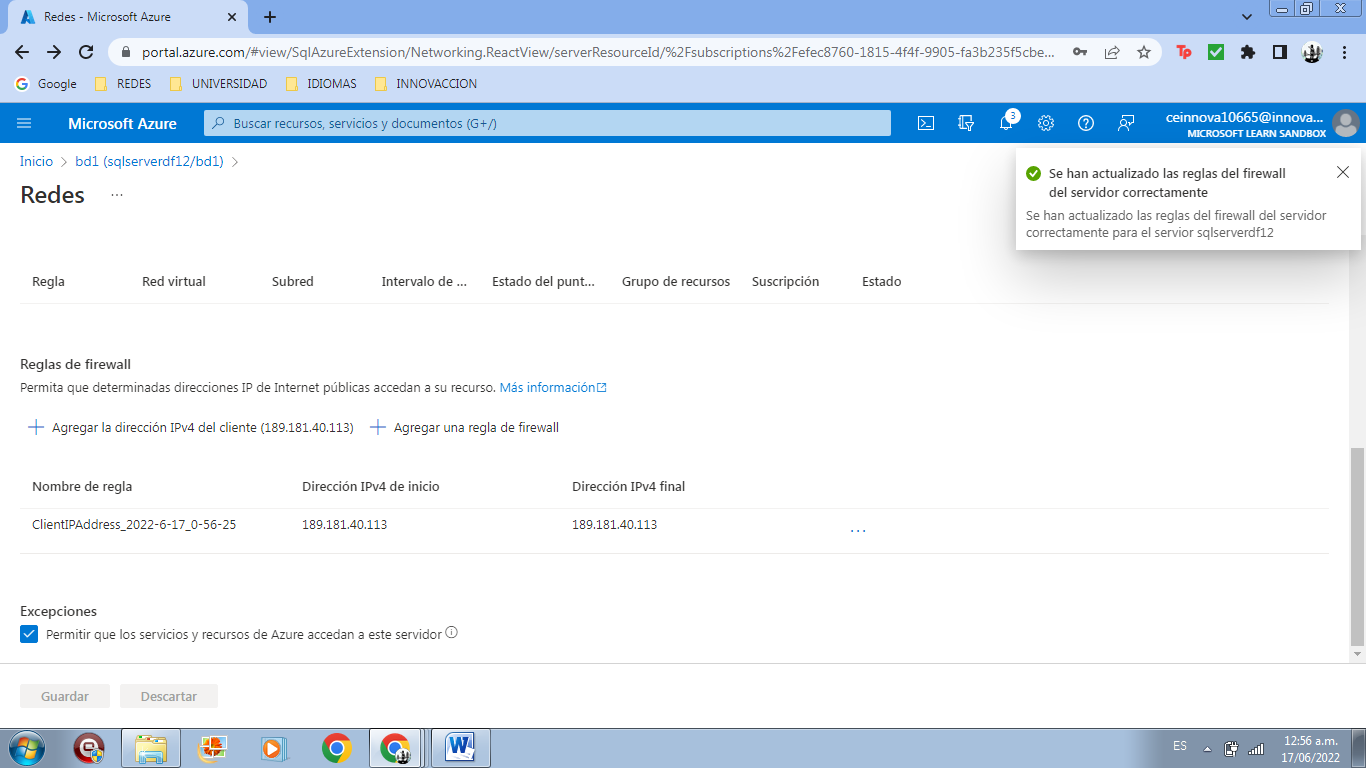 Redes - Microsoft Azure
portal.azure.com/#view/SqlAzureExtension/Networking.ReactView/serverResourceId/%2Fsubscriptions%2Fefec8760-1815-4f4f-9905-fa3b235f5cbe...
Google REDES UNIVERSIDAD IDIOMAS INNOVACCION
Microsoft Azure
Buscar recursos, servicios y documentos (G+/)
3
ceinnova10665@innova...
MICROSOFT LEARN SANDBOX
Inicio > bd1 (sqlserverdf12/bd1) >
Redes ...
Se han actualizado las reglas del firewall
del servidor correctamente
Se han actualizado las reglas del firewall del servidor
correctamente para el servior sqlserverdf12
Regla Red virtual Subred Intervalo de ... Estado del punt... Grupo de recursos Suscripción Estado
Reglas de firewall
Permita que determinadas direcciones IP de Internet públicas accedan a su recurso. Más información
+ Agregar la dirección IPv4 del cliente (189.181.40.113) + Agregar una regla de firewall
Nombre de regla Dirección IPv4 de inicio Dirección IPv4 final
ClientIPAddress_2022-6-17_0-56-25 189.181.40.113 189.181.40.113 ...
Excepciones
Permitir que los servicios y recursos de Azure accedan a este servidor
Guardar Descartar
ES
12:56 a.m.
17/06/2022